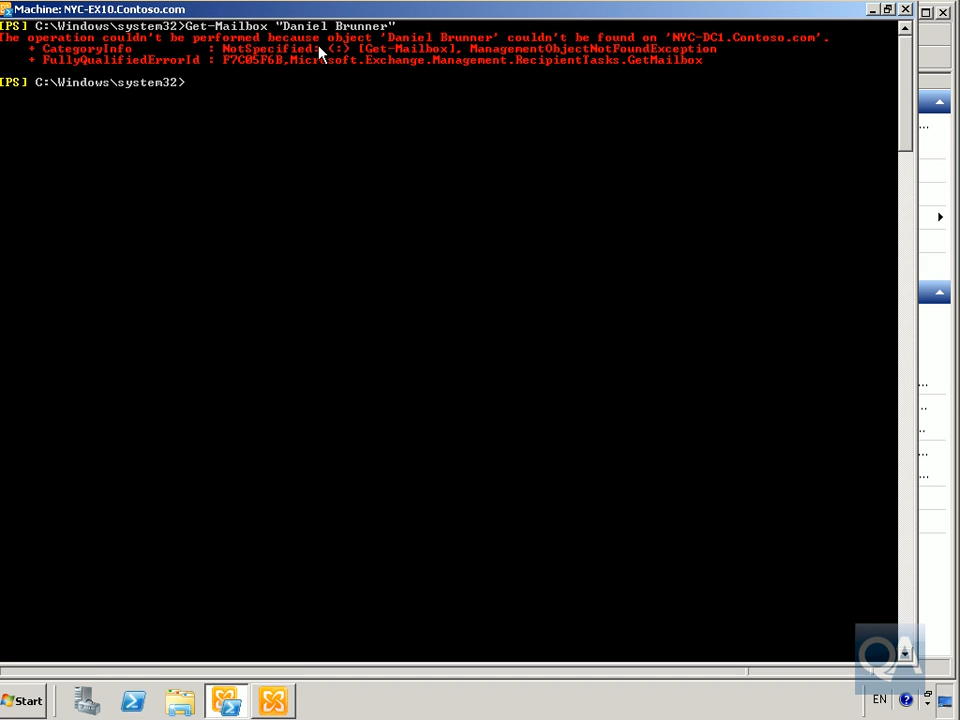 Machine: NYC-EX10.Contoso.com
[PS] C:\Windows\system32>Get-Mailbox "Daniel Brunner"
The operation couldn't be performed because object 'Daniel Brunner' couldn't be found on 'NYC-DC1.Contoso.com'.
+ CategoryInfo : NotSpecified: (:) [Get-Mailbox], ManagementObjectNotFoundException
+ FullyQualifiedErrorId : F7C05F6B,Microsoft.Exchange.Management.RecipientTasks.GetMailbox
[PS] C:\Windows\system32>
...
...
..
..
...
...
QA
Start
EN